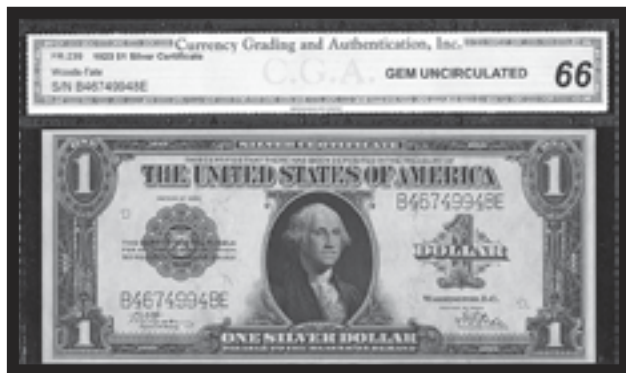 Currency Grading and Authentication, Inc.
FR.239 1923 $1 Silver Certificate
Woods-Tate
S/N B46749948E
C.G.A.
GEM UNCIRCULATED
66
SILVER CERTIFICATE
1 1
THE UNITED STATES OF AMERICA
B46749948E
1
DOLLAR
WASHINGTON, D.C.
B46749948E
ONE SILVER DOLLAR
1 1